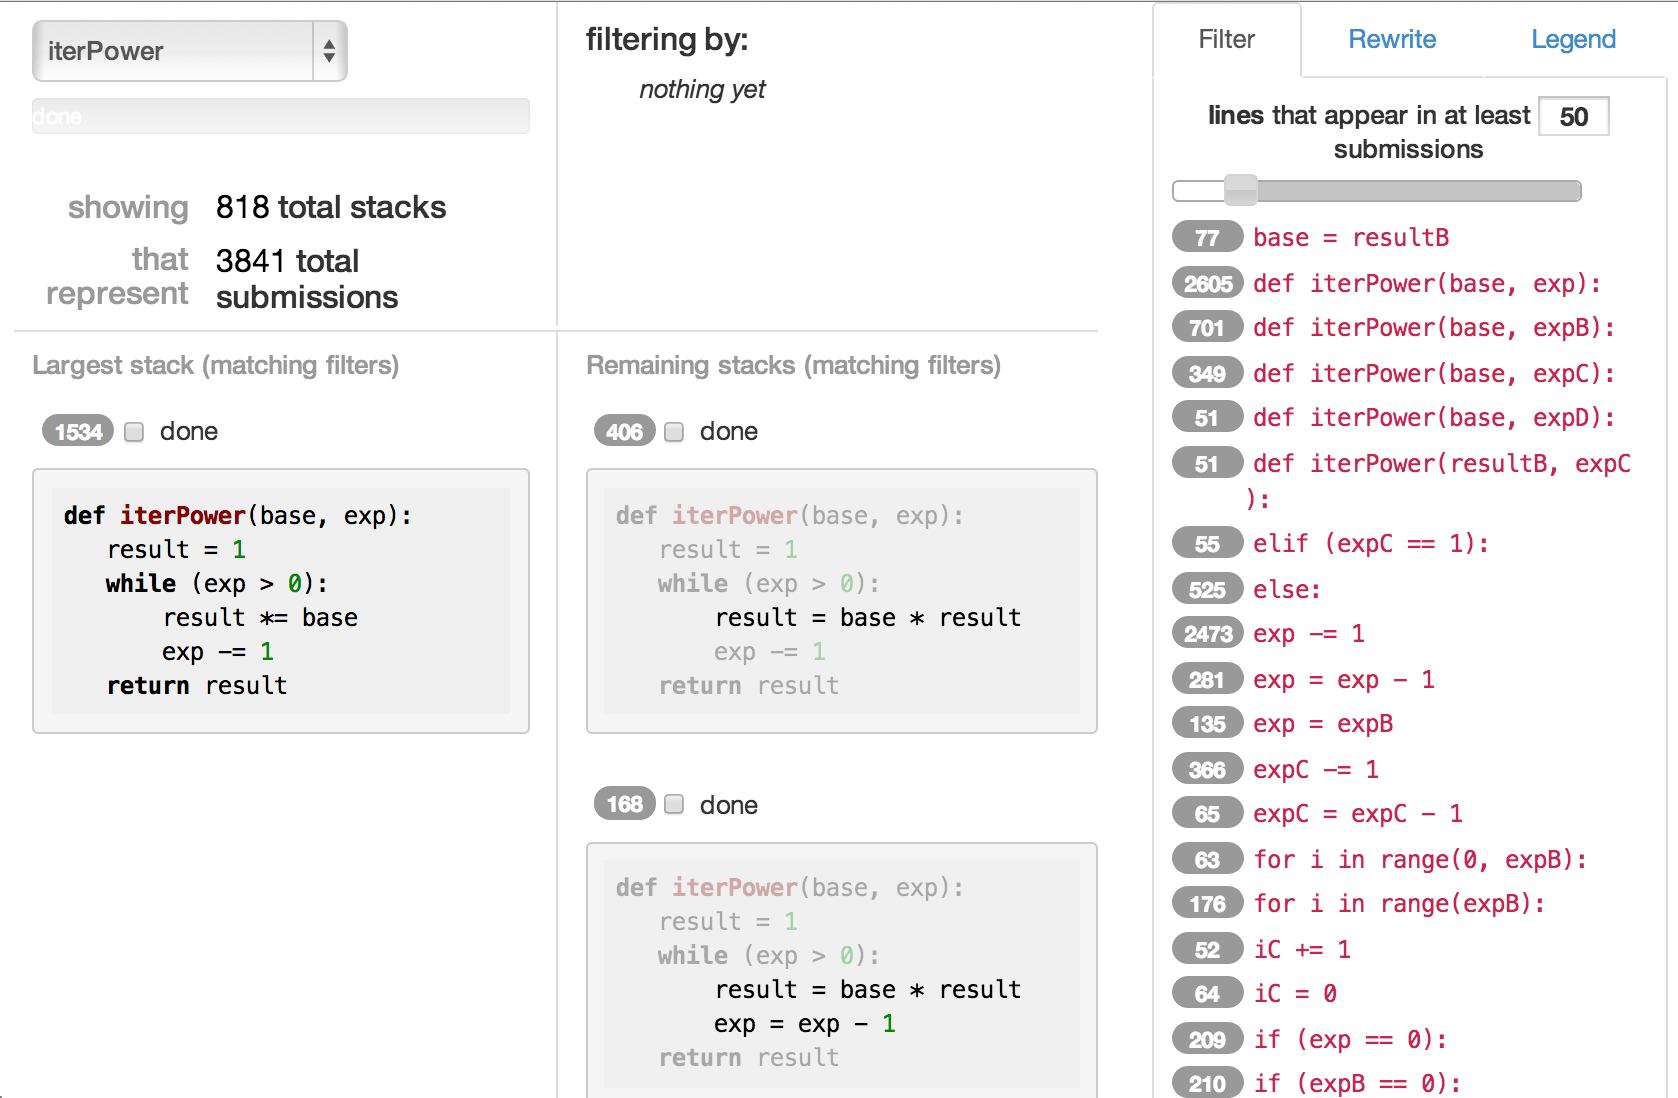 iterPower
done
showing 818 total stacks
that represent 3841 total submissions
filtering by:
nothing yet
Largest stack (matching filters)
1534 done
def iterPower(base, exp):
result = 1
while (exp > 0):
result *= base
exp -= 1
return result
Remaining stacks (matching filters)
406 done
def iterPower(base, exp):
result = 1
while (exp > 0):
result = base * result
exp -= 1
return result
168 done
def iterPower(base, exp):
result = 1
while (exp > 0):
result = base * result
exp = exp - 1
return result
Filter Rewrite Legend
lines that appear in at least 50
submissions
77 base = resultB
2605 def iterPower(base, exp):
701 def iterPower(base, expB):
349 def iterPower(base, expC):
51 def iterPower(base, expD):
51 def iterPower(resultB, expC
):
55 elif (expC == 1):
525 else:
2473 exp -= 1
281 exp = exp - 1
135 exp = expB
366 expC -= 1
65 expC = expC - 1
63 for i in range(0, expB):
176 for i in range(expB):
52 iC += 1
64 iC = 0
209 if (exp == 0):
210 if (expB == 0):